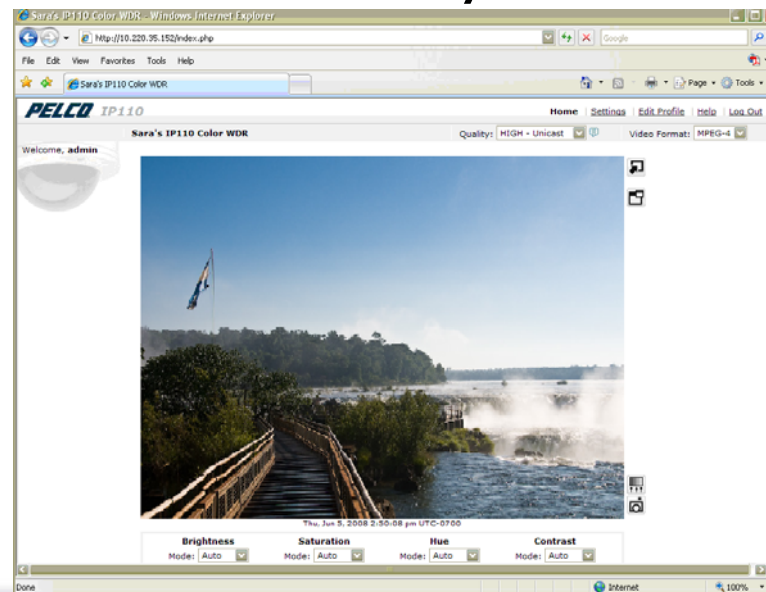 Sara's IP110 Color WDR - Windows Internet Explorer
http://10.220.35.152/index.php
Google
File Edit View Favorites Tools Help
Sara's IP110 Color WDR
Page Tools
PELCO IP110
Home Settings Edit Profile Help Log Out
Sara's IP110 Color WDR
Quality: HIGH - Unicast
Video Format: MPEG-4
Welcome, admin
Thu, Jun 5, 2008 2:50:08 pm UTC-0700
Brightness Saturation Hue Contrast
Mode: Auto Mode: Auto Mode: Auto Mode: Auto
Done
Internet
100%